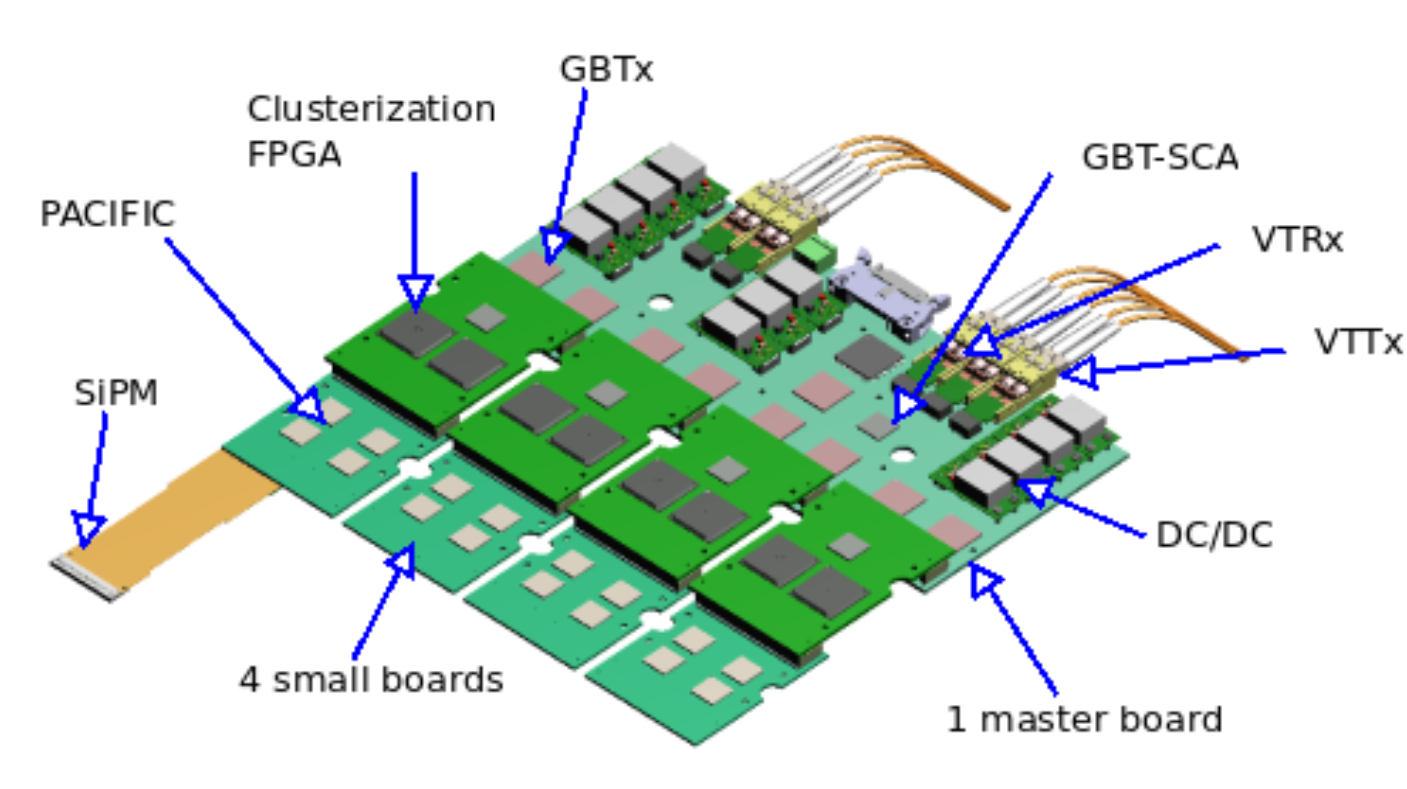 GBTx
Clusterization
FPGA
GBT-SCA
PACIFIC
VTRx
VTTx
SiPM
DC/DC
4 small boards
1 master board